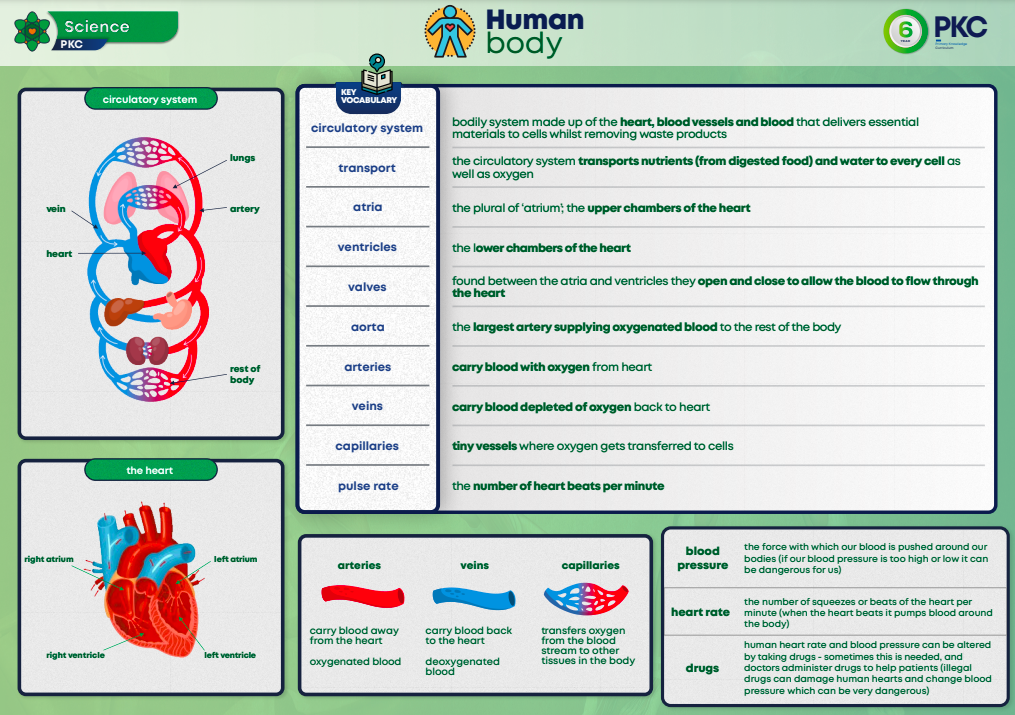 Science
PKC
Human
body
6
YEAR
PKC
Primary Knowledge
Curriculum
circulatory system
lungs
vein
artery
heart
rest of
body
KEY
VOCABULARY
circulatory system
bodily system made up of the heart, blood vessels and blood that delivers essential
materials to cells whilst removing waste products
transport
the circulatory system transports nutrients (from digested food) and water to every cell as
well as oxygen
atria
the plural of ‘atrium’; the upper chambers of the heart
ventricles
the lower chambers of the heart
valves
found between the atria and ventricles they open and close to allow the blood to flow through
the heart
aorta
the largest artery supplying oxygenated blood to the rest of the body
arteries
carry blood with oxygen from heart
veins
carry blood depleted of oxygen back to heart
capillaries
tiny vessels where oxygen gets transferred to cells
pulse rate
the number of heart beats per minute
the heart
right atrium
left atrium
right ventricle
left ventricle
arteries
carry blood away
from the heart
oxygenated blood
veins
carry blood back
to the heart
deoxygenated
blood
capillaries
transfers oxygen
from the blood
stream to other
tissues in the body
blood
pressure
the force with which our blood is pushed around our
bodies (if our blood pressure is too high or low it can
be dangerous for us)
heart rate
the number of squeezes or beats of the heart per
minute (when the heart beats it pumps blood around
the body)
drugs
human heart rate and blood pressure can be altered
by taking drugs - sometimes this is needed, and
doctors administer drugs to help patients (illegal
drugs can damage human hearts and change blood
pressure which can be very dangerous)